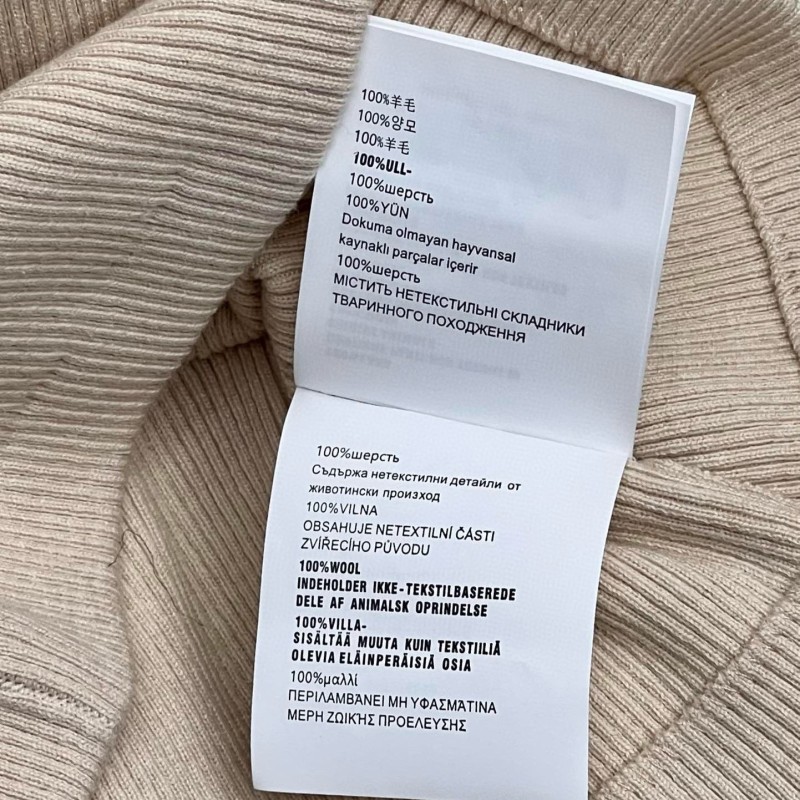 100%羊毛
100%양모
100%羊毛
100%ULL-
100%шерсть
100%YÜN
Dokuma olmayan hayvansal
kaynaklı parçalar içerir
100%шерсть
МІСТИТЬ НЕТЕКСТИЛЬНІ СКЛАДНИКИ
ТВАРИННОГО ПОХОДЖЕННЯ
100%шерсть
Съдържа нетекстилни детайли от
животински произход
100%VILNA
OBSAHUJE NETEXTILNÍ ČÁSTI
ZVÍŘECÍHO PŮVODU
100%WOOL
INDEHOLDER IKKE-TEKSTILBASEREDE
DELE AF ANIMALSK OPRINDELSE
100%VILLA-
SISÄLTÄÄ MUUTA KUIN TEKSTIILIÄ
OLEVIA ELÄINPERÄISIÄ OSIA
100%μαλλί
ΠΕΡΙΛΑΜΒΆΝΕΙ ΜΗ ΥΦΑΣΜΆΤΙΝΑ
ΜΕΡΗ ΖΩΙΚΉΣ ΠΡΟΕΛΕΥΣΗΣ